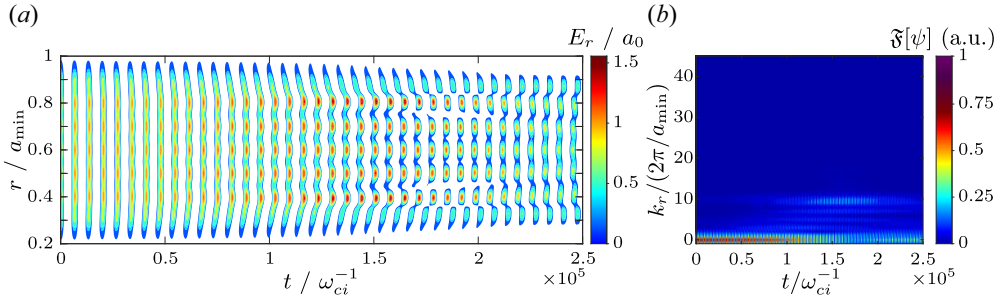 (a)
E_r / a_0
1
0.8
0.6
0.4
0.2
r / a_min
0 0.5 1 1.5 2 2.5
×10^5
t / ω_ci^−1
1.5
1
0.5
0
(b)
𝔉[ψ] (a.u.)
40
30
20
10
0
k_r/(2π/a_min)
0 0.5 1 1.5 2 2.5
×10^5
t/ω_ci^−1
1
0.75
0.5
0.25
0